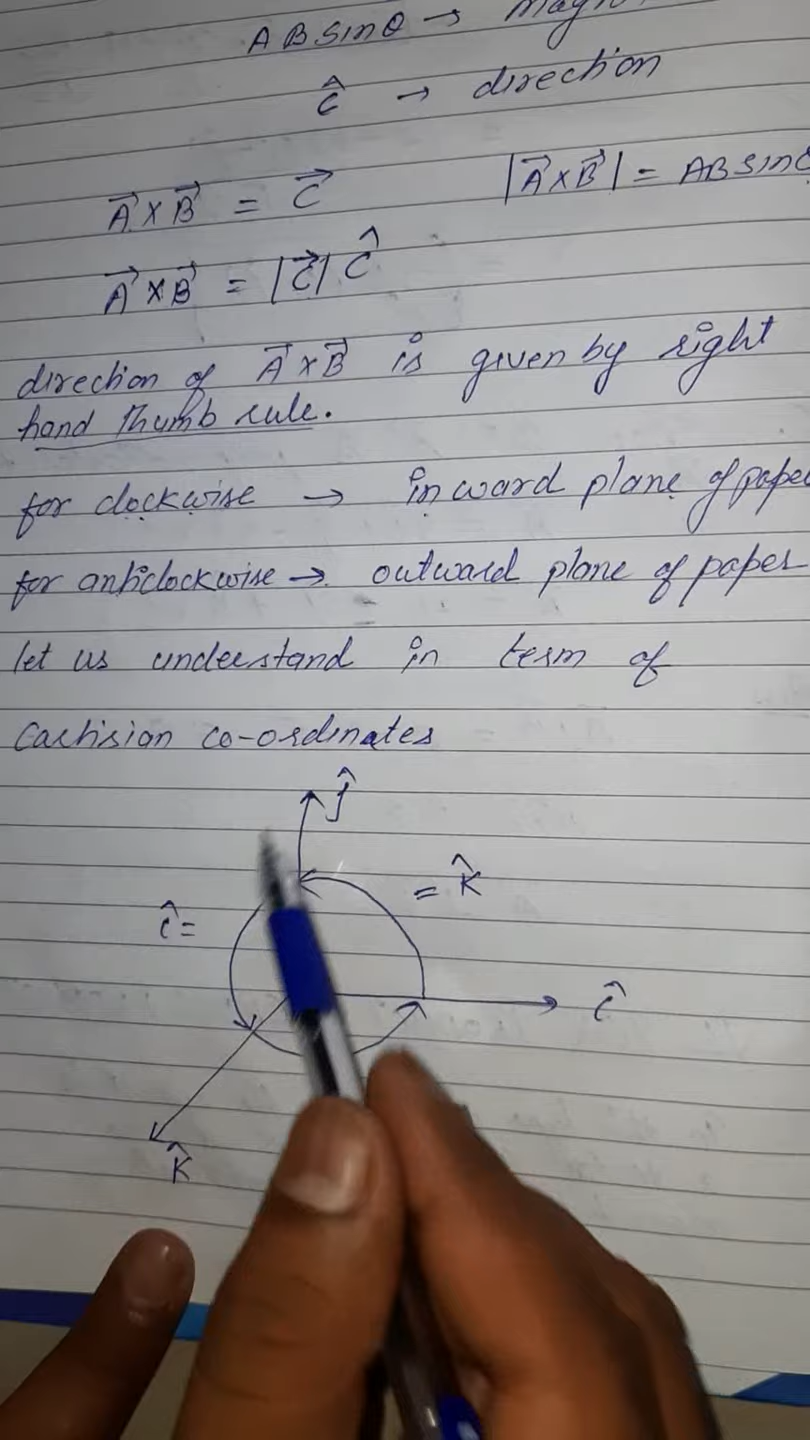 AB sinθ →
ĉ → direction
A⃗ × B⃗ = C⃗
|A⃗ × B⃗| = AB sin
A⃗ × B⃗ = |C⃗| ĉ
direction of A⃗ × B⃗ is given by right
hand thumb rule.
for clockwise → inward plane of paper
for anticlockwise → outward plane of paper
let us understand in term of
Cartision co-ordinates
ĵ
= k̂
î =
î
k̂